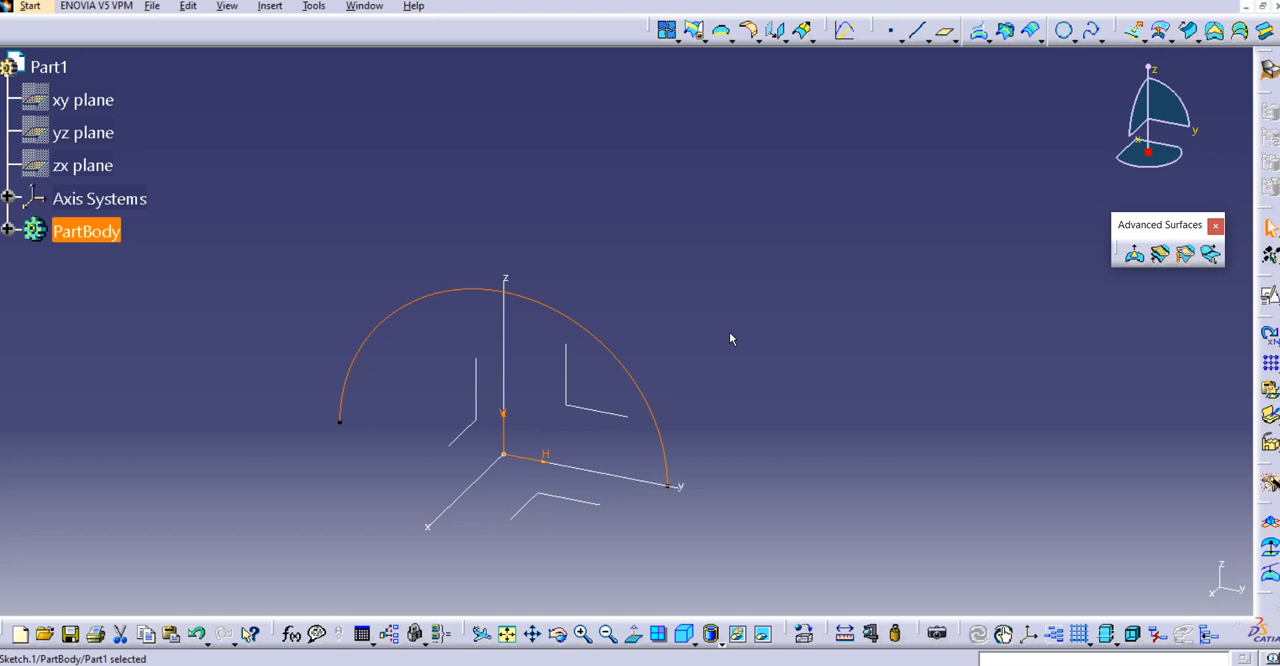 Start ENOVIA V5 VPM File Edit View Insert Tools Window Help
Part1
xy plane
yz plane
zx plane
Axis Systems
PartBody
z
y
x
Advanced Surfaces
z
V
H
y
x
z
x y
f(x)
CATIA
Sketch.1/PartBody/Part1 selected